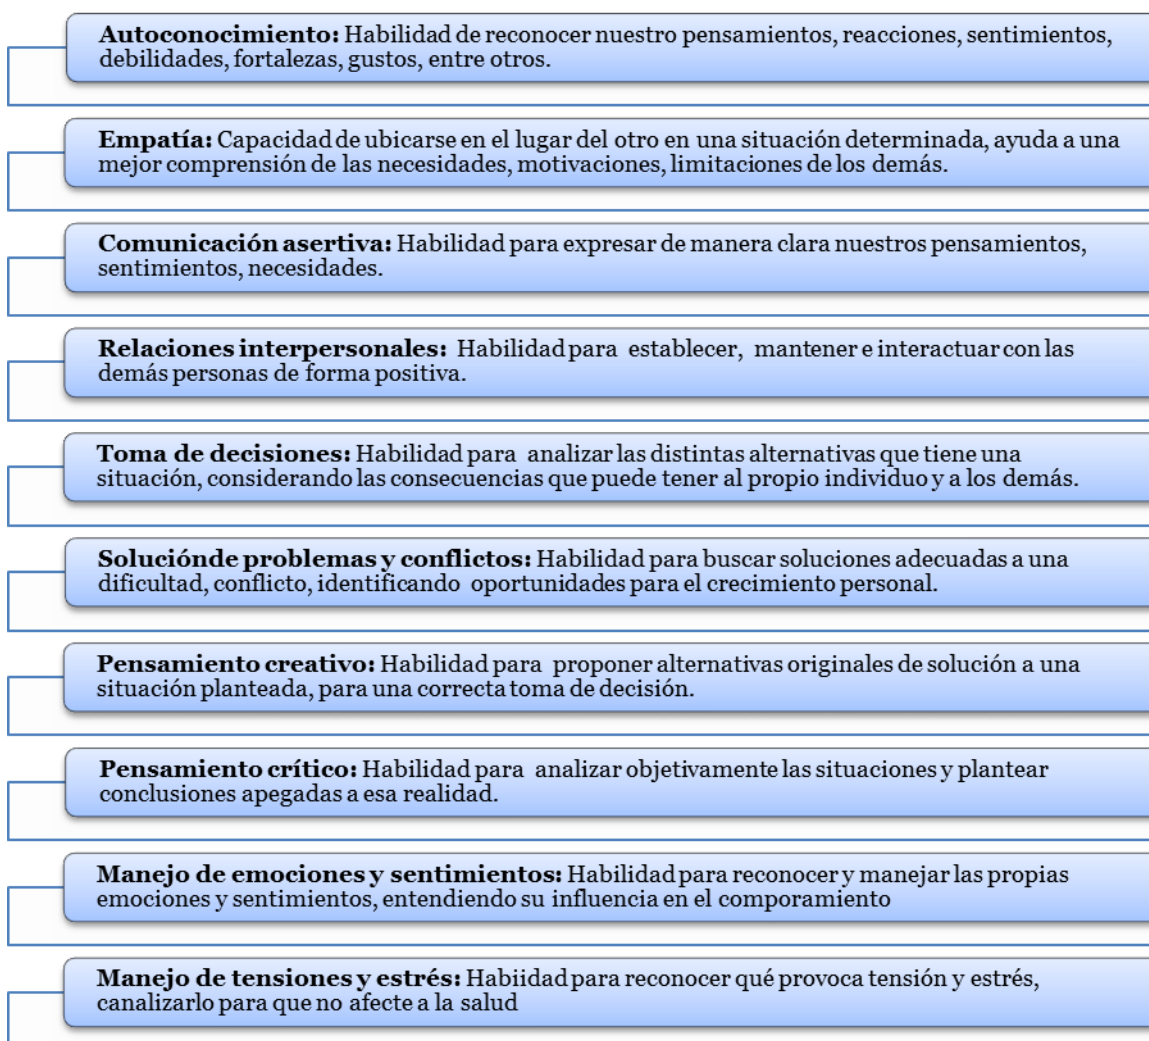 Autoconocimiento: Habilidad de reconocer nuestro pensamientos, reacciones, sentimientos,
debilidades, fortalezas, gustos, entre otros.
Empatía: Capacidad de ubicarse en el lugar del otro en una situación determinada, ayuda a una
mejor comprensión de las necesidades, motivaciones, limitaciones de los demás.
Comunicación asertiva: Habilidad para expresar de manera clara nuestros pensamientos,
sentimientos, necesidades.
Relaciones interpersonales: Habilidad para establecer, mantener e interactuar con las
demás personas de forma positiva.
Toma de decisiones: Habilidad para analizar las distintas alternativas que tiene una
situación, considerando las consecuencias que puede tener al propio individuo y a los demás.
Soluciónde problemas y conflictos: Habilidad para buscar soluciones adecuadas a una
dificultad, conflicto, identificando oportunidades para el crecimiento personal.
Pensamiento creativo: Habilidad para proponer alternativas originales de solución a una
situación planteada, para una correcta toma de decisión.
Pensamiento crítico: Habilidad para analizar objetivamente las situaciones y plantear
conclusiones apegadas a esa realidad.
Manejo de emociones y sentimientos: Habilidad para reconocer y manejar las propias
emociones y sentimientos, entendiendo su influencia en el comporamiento
Manejo de tensiones y estrés: Habiidad para reconocer qué provoca tensión y estrés,
canalizarlo para que no afecte a la salud